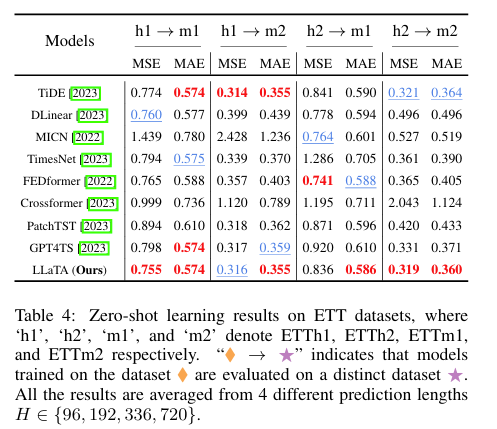 Models h1 → m1 h1 → m2 h2 → m1 h2 → m2
MSE MAE MSE MAE MSE MAE MSE MAE
TiDE [2023] 0.774 0.574 0.314 0.355 0.841 0.590 0.321 0.364
DLinear [2023] 0.760 0.577 0.399 0.439 0.778 0.594 0.496 0.496
MICN [2022] 1.439 0.780 2.428 1.236 0.764 0.601 0.527 0.519
TimesNet [2023] 0.794 0.575 0.339 0.370 1.286 0.705 0.361 0.390
FEDformer [2022] 0.765 0.588 0.357 0.403 0.741 0.588 0.365 0.405
Crossformer [2023] 0.999 0.736 1.120 0.789 1.195 0.711 2.043 1.124
PatchTST [2023] 0.894 0.610 0.318 0.362 0.871 0.596 0.420 0.433
GPT4TS [2023] 0.798 0.574 0.317 0.359 0.920 0.610 0.331 0.371
LLaTA (Ours) 0.755 0.574 0.316 0.355 0.836 0.586 0.319 0.360
Table 4: Zero-shot learning results on ETT datasets, where
‘h1’, ‘h2’, ‘m1’, and ‘m2’ denote ETTh1, ETTh2, ETTm1,
and ETTm2 respectively. “♦ → ★” indicates that models
trained on the dataset ♦ are evaluated on a distinct dataset ★.
All the results are averaged from 4 different prediction lengths
H ∈ {96, 192, 336, 720}.